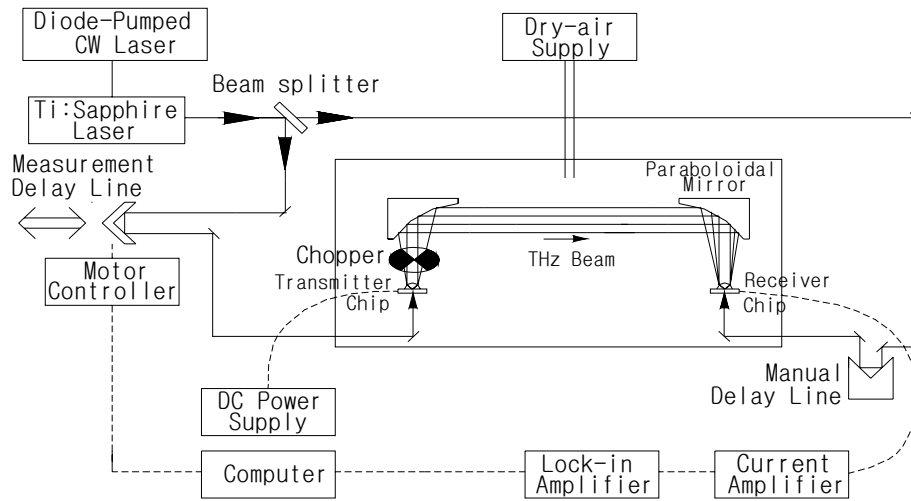 Diode-Pumped
CW Laser
Dry-air
Supply
Beam splitter
Ti:Sapphire
Laser
Measurement
Delay Line
Paraboloidal
Mirror
Chopper
THz Beam
Motor
Controller
Transmitter
Chip
Receiver
Chip
Manual
Delay Line
DC Power
Supply
Computer
Lock-in
Amplifier
Current
Amplifier